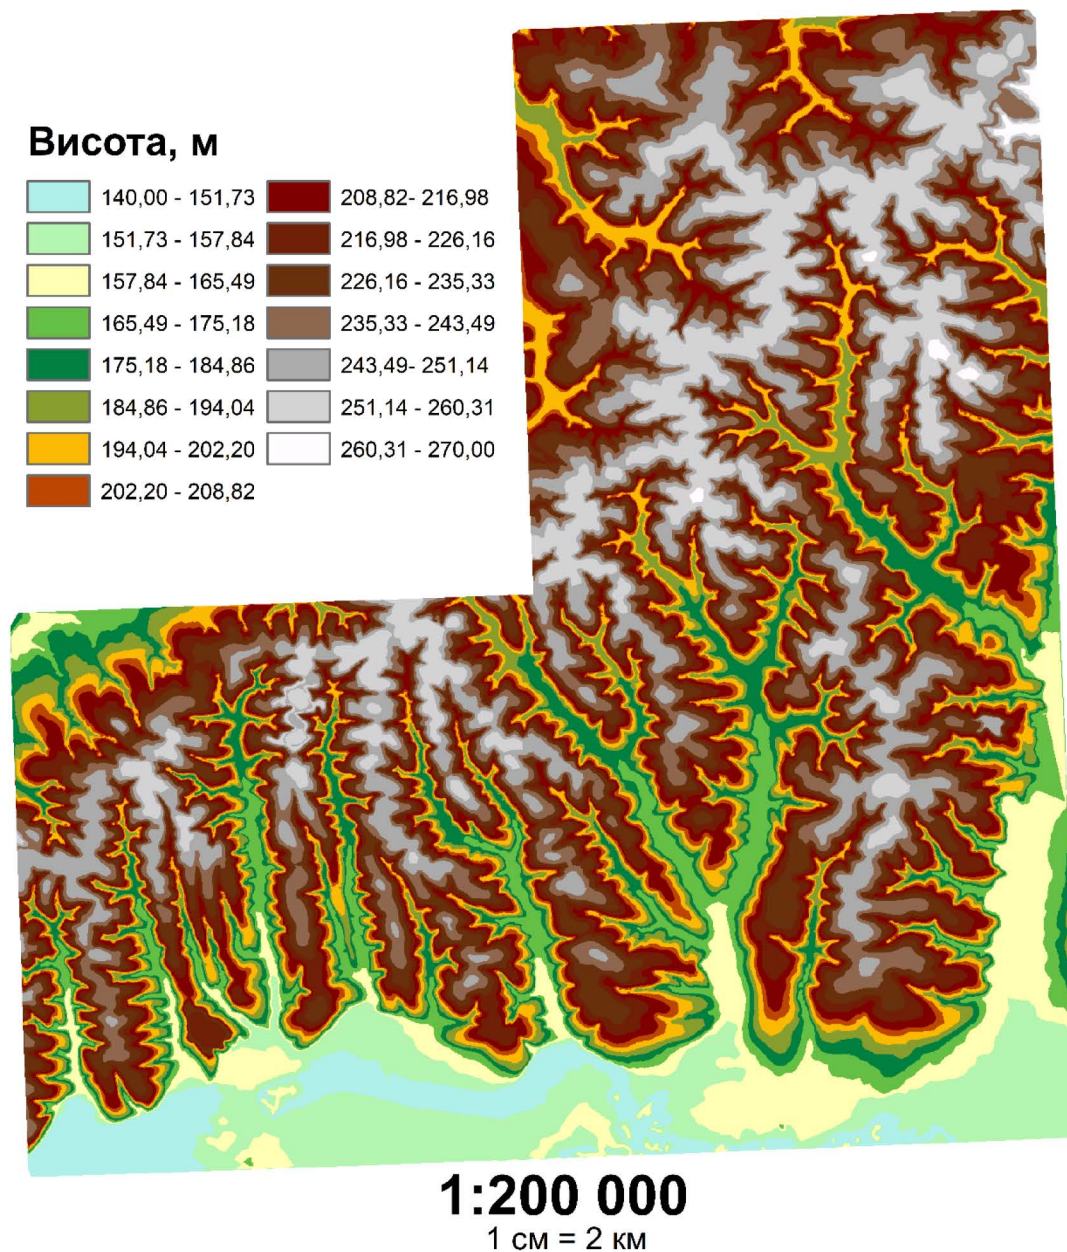 Висота, м
140,00 - 151,73
151,73 - 157,84
157,84 - 165,49
165,49 - 175,18
175,18 - 184,86
184,86 - 194,04
194,04 - 202,20
202,20 - 208,82
208,82- 216,98
216,98 - 226,16
226,16 - 235,33
235,33 - 243,49
243,49- 251,14
251,14 - 260,31
260,31 - 270,00
1:200 000
1 см = 2 км